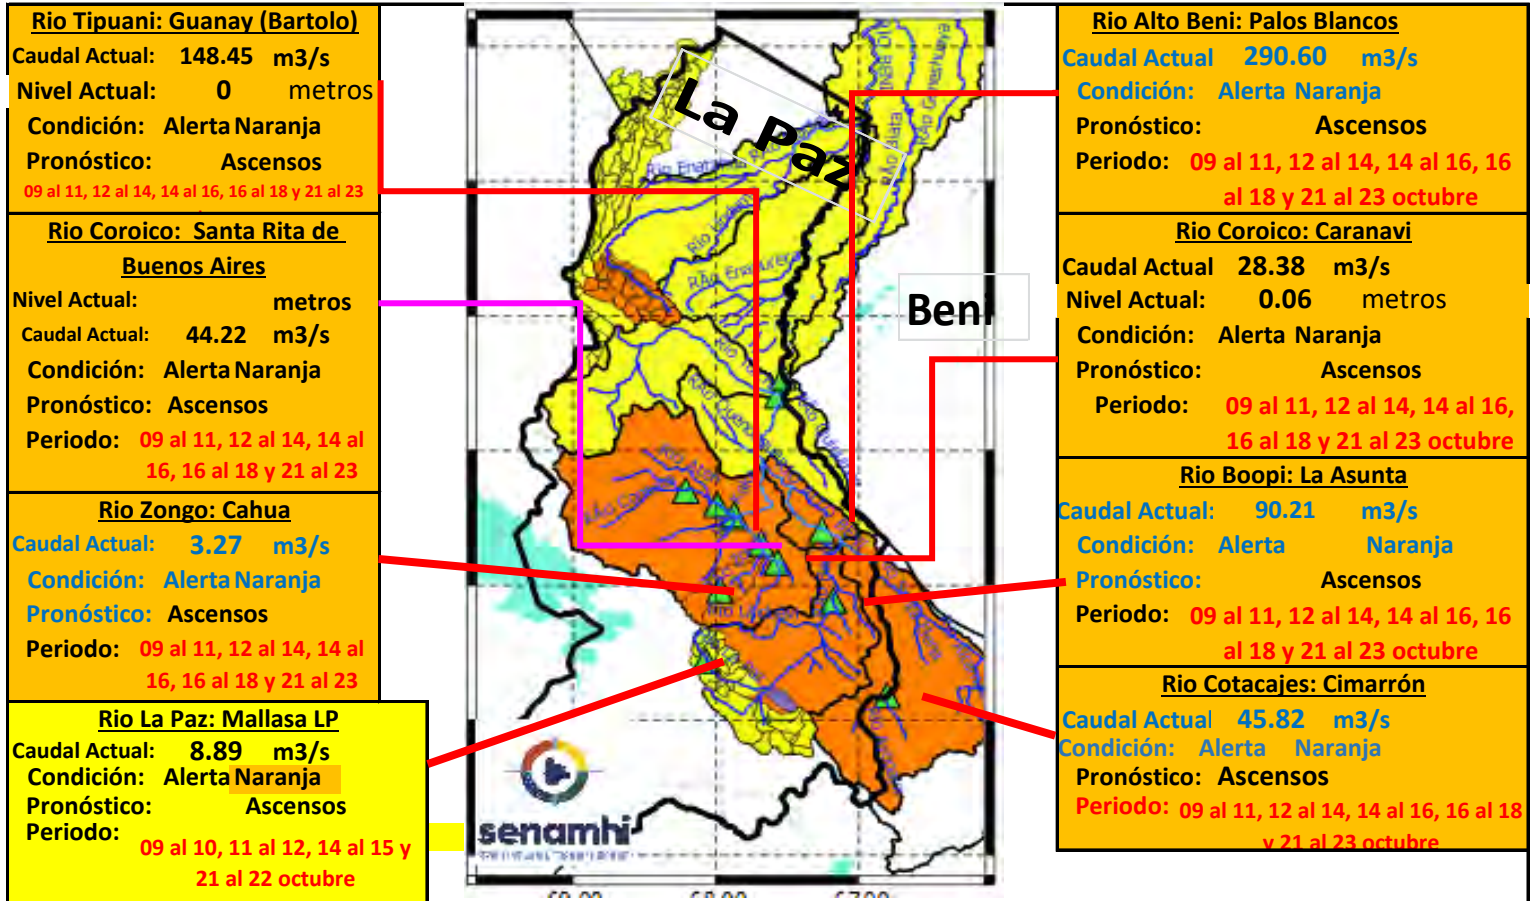 Rio Tipuani: Guanay (Bartolo)
Caudal Actual: 148.45 m3/s
Nivel Actual: 0 metros
Condición: Alerta Naranja
Pronóstico: Ascensos
09 al 11, 12 al 14, 14 al 16, 16 al 18 y 21 al 23
Rio Coroico: Santa Rita de
Buenos Aires
Nivel Actual: metros
Caudal Actual: 44.22 m3/s
Condición: Alerta Naranja
Pronóstico: Ascensos
Periodo: 09 al 11, 12 al 14, 14 al
16, 16 al 18 y 21 al 23
Rio Zongo: Cahua
Caudal Actual: 3.27 m3/s
Condición: Alerta Naranja
Pronóstico: Ascensos
Periodo: 09 al 11, 12 al 14, 14 al
16, 16 al 18 y 21 al 23
Rio La Paz: Mallasa LP
Caudal Actual: 8.89 m3/s
Condición: Alerta Naranja
Pronóstico: Ascensos
Periodo:
09 al 10, 11 al 12, 14 al 15 y
21 al 22 octubre
La Paz
Beni
senamhi
Rio Alto Beni: Palos Blancos
Caudal Actual 290.60 m3/s
Condición: Alerta Naranja
Pronóstico: Ascensos
Periodo: 09 al 11, 12 al 14, 14 al 16, 16
al 18 y 21 al 23 octubre
Rio Coroico: Caranavi
Caudal Actual 28.38 m3/s
Nivel Actual: 0.06 metros
Condición: Alerta Naranja
Pronóstico: Ascensos
Periodo: 09 al 11, 12 al 14, 14 al 16,
16 al 18 y 21 al 23 octubre
Rio Boopi: La Asunta
Caudal Actual: 90.21 m3/s
Condición: Alerta Naranja
Pronóstico: Ascensos
Periodo: 09 al 11, 12 al 14, 14 al 16, 16
al 18 y 21 al 23 octubre
Rio Cotacajes: Cimarrón
Caudal Actual 45.82 m3/s
Condición: Alerta Naranja
Pronóstico: Ascensos
Periodo: 09 al 11, 12 al 14, 14 al 16, 16 al 18
y 21 al 23 octubre